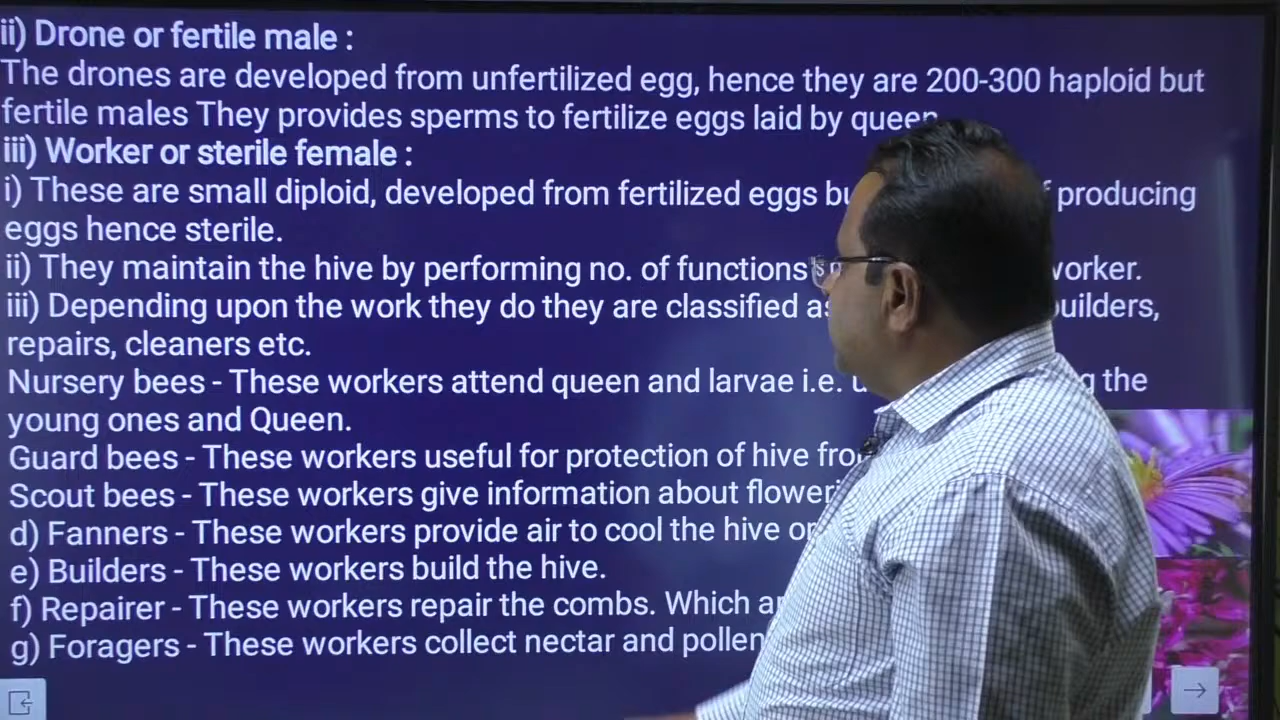 ii) Drone or fertile male :
The drones are developed from unfertilized egg, hence they are 200-300 haploid but
fertile males They provides sperms to fertilize eggs laid by queen
iii) Worker or sterile female :
i) These are small diploid, developed from fertilized eggs producing
eggs hence sterile.
ii) They maintain the hive by performing no. of functions worker.
iii) Depending upon the work they do they are classified builders,
repairs, cleaners etc.
Nursery bees - These workers attend queen and larvae i.e. the
young ones and Queen.
Guard bees - These workers useful for protection of hive
Scout bees - These workers give information about
d) Fanners - These workers provide air to cool the hive
e) Builders - These workers build the hive.
f) Repairer - These workers repair the combs. Which
g) Foragers - These workers collect nectar and pollen